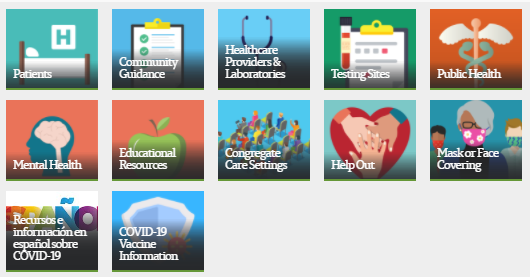 H
Patients
Community
Guidance
Healthcare
Providers &
Laboratories
Testing Sites
Public Health
Mental Health
Educational
Resources
Congregate
Care Settings
Help Out
Mask or Face
Covering
ESPAÑOL
Recursos e
información en
español sobre
COVID-19
COVID-19
Vaccine
Information